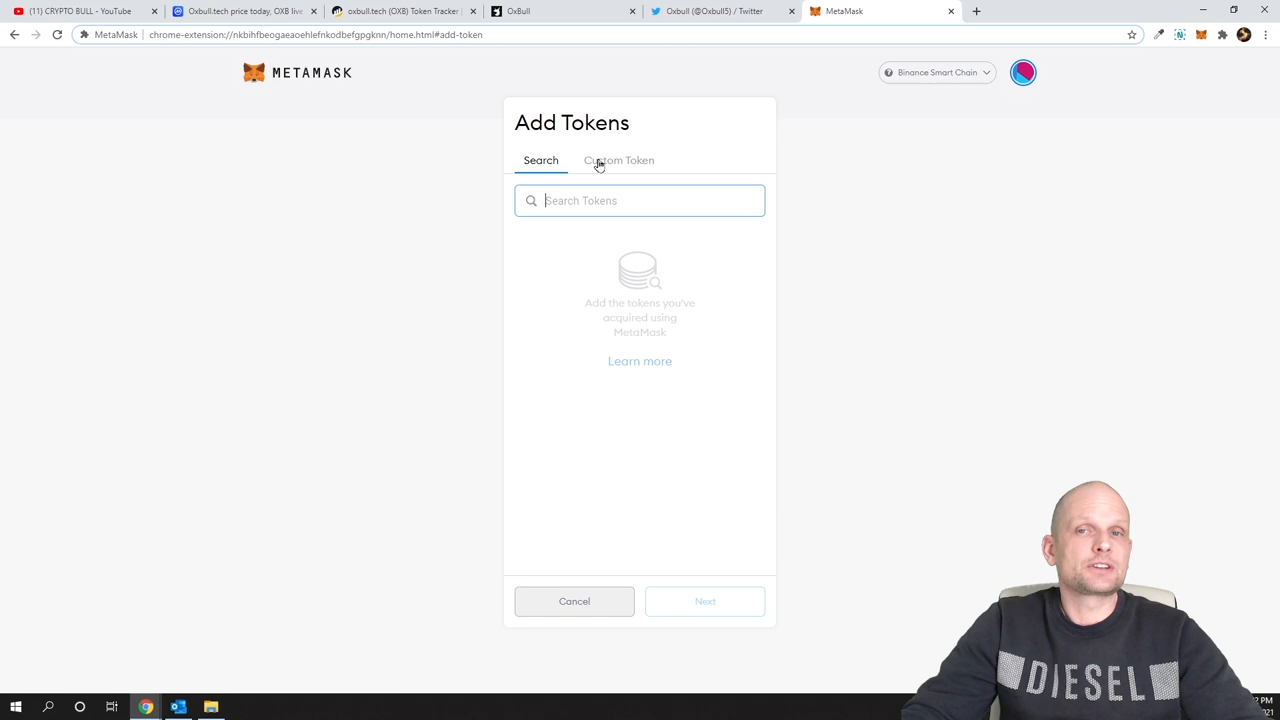 (11) CRYPTO BULL - YouTube
Oxbull.tech price today, OXB live
oxbull.tech (OXB) Token Tracker |
OxBull
Oxbull (@Oxbull5) / Twitter
MetaMask
MetaMask | chrome-extension://nkbihfbeogaeaoehlefnkodbefgpgknn/home.html#add-token
METAMASK
Binance Smart Chain
Add Tokens
Search
Custom Token
Search Tokens
Add the tokens you've
acquired using
MetaMask
Learn more
Cancel
Next
DIESEL